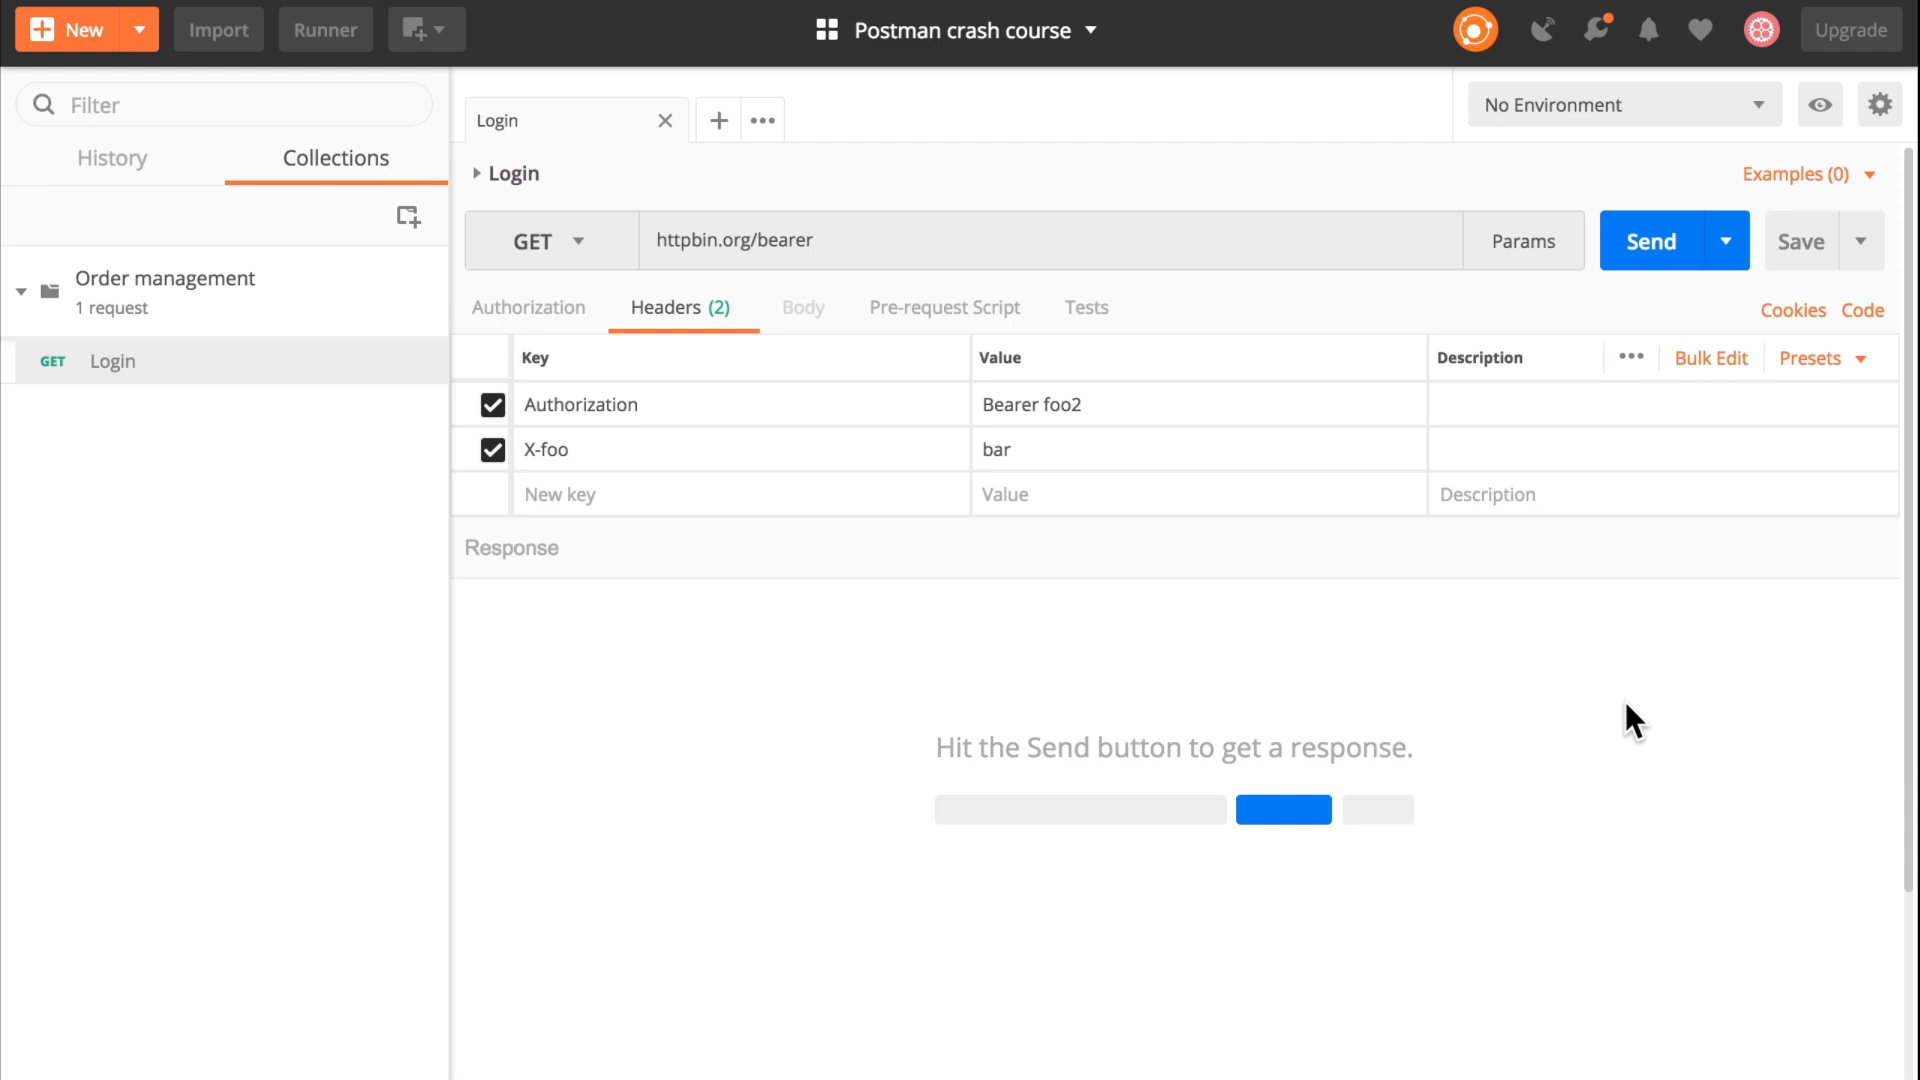 New
Import
Runner
Postman crash course
Upgrade
Filter
History
Collections
Order management
1 request
GET Login
Login
No Environment
Login
Examples (0)
GET
httpbin.org/bearer
Params
Send
Save
Authorization
Headers (2)
Body
Pre-request Script
Tests
Cookies
Code
Key Value Description Bulk Edit Presets
Authorization Bearer foo2
X-foo bar
New key Value Description
Response
Hit the Send button to get a response.